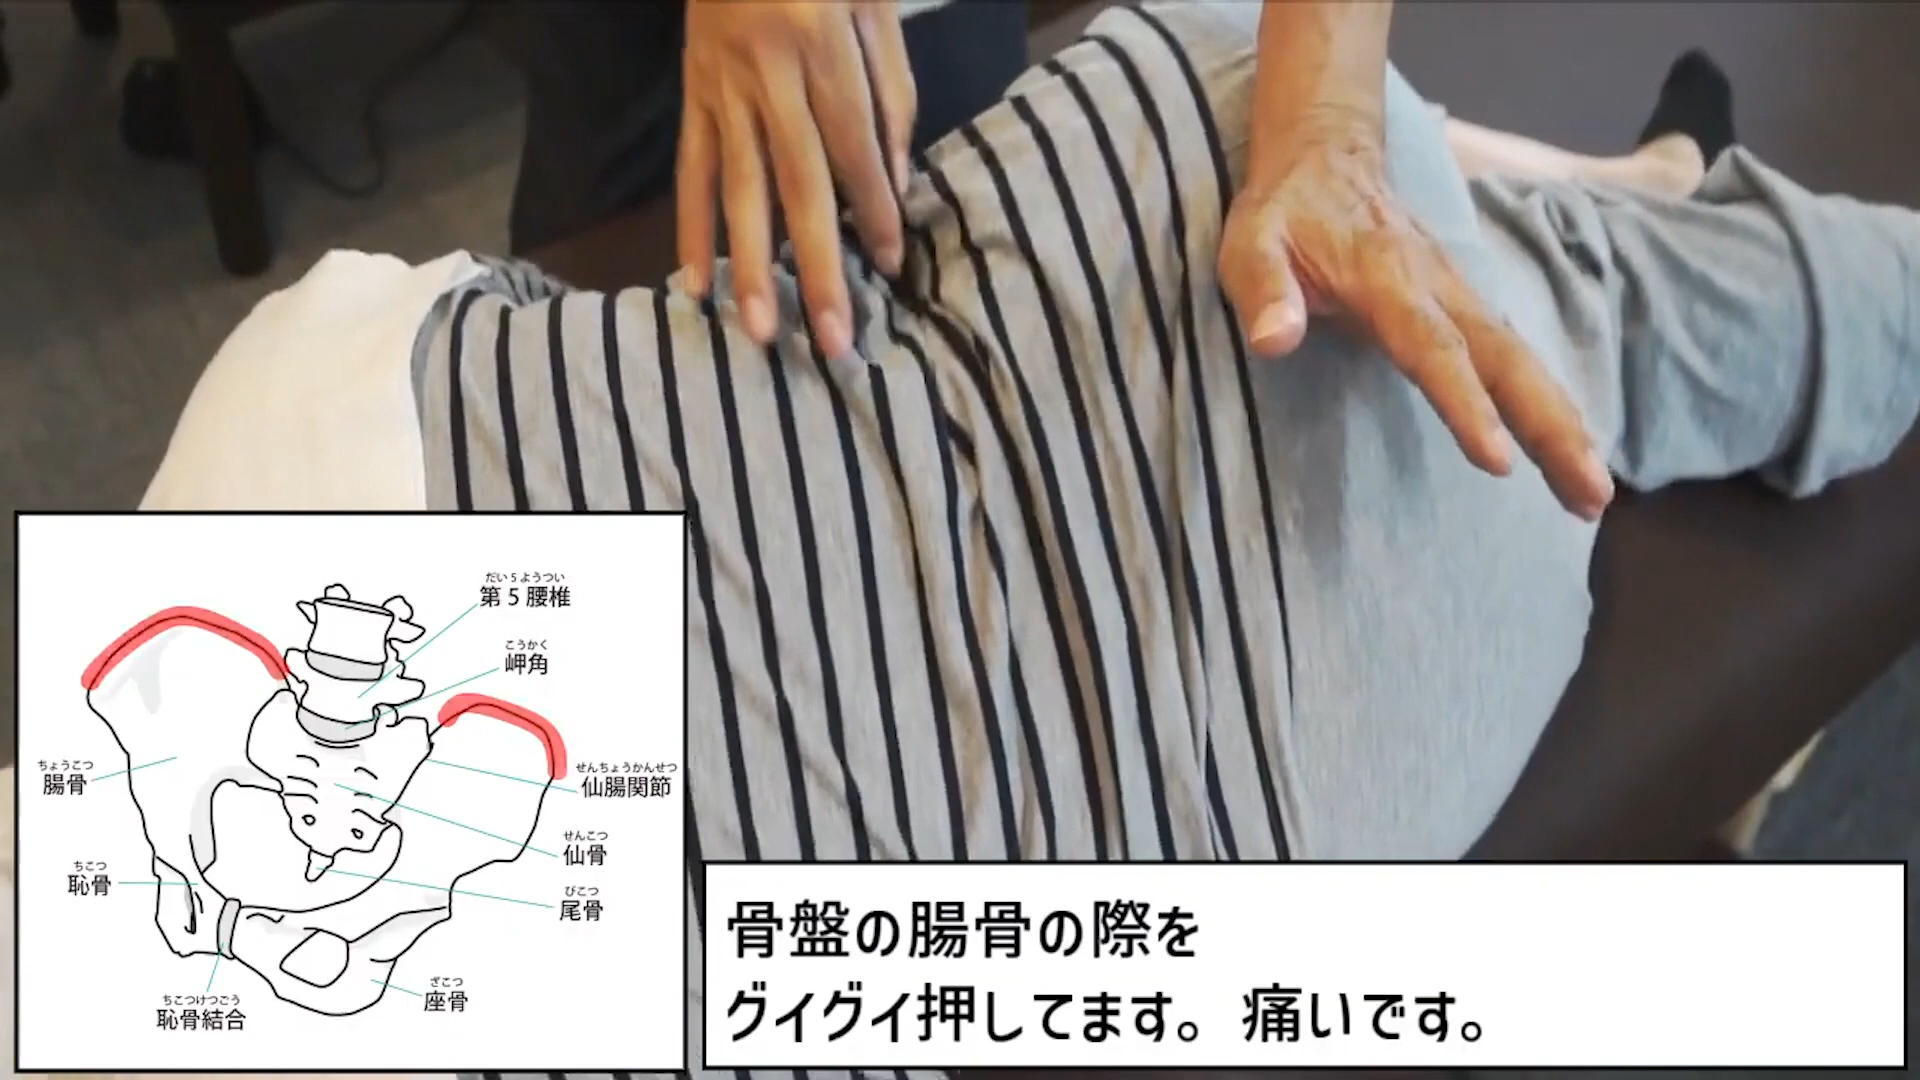 だい5ようつい
第5腰椎
こうかく
岬角
ちょうこつ
腸骨
せんちょうかんせつ
仙腸関節
せんこつ
仙骨
ちこつ
恥骨
びこつ
尾骨
ざこつ
座骨
ちこつけつごう
恥骨結合
骨盤の腸骨の際を
グイグイ押してます。痛いです。